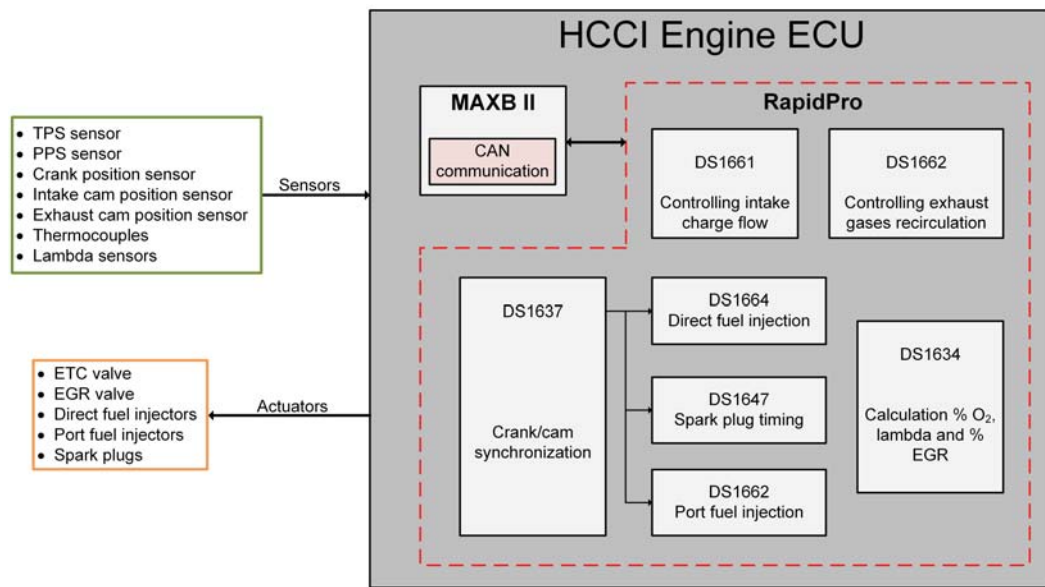 HCCI Engine ECU
MAXB II
CAN
communication
RapidPro
DS1661
Controlling intake
charge flow
DS1662
Controlling exhaust
gases recirculation
• TPS sensor
• PPS sensor
• Crank position sensor
• Intake cam position sensor
• Exhaust cam position sensor
• Thermocouples
• Lambda sensors
Sensors
DS1637
Crank/cam
synchronization
DS1664
Direct fuel injection
DS1647
Spark plug timing
DS1662
Port fuel injection
DS1634
Calculation % O₂,
lambda and %
EGR
• ETC valve
• EGR valve
• Direct fuel injectors
• Port fuel injectors
• Spark plugs
Actuators